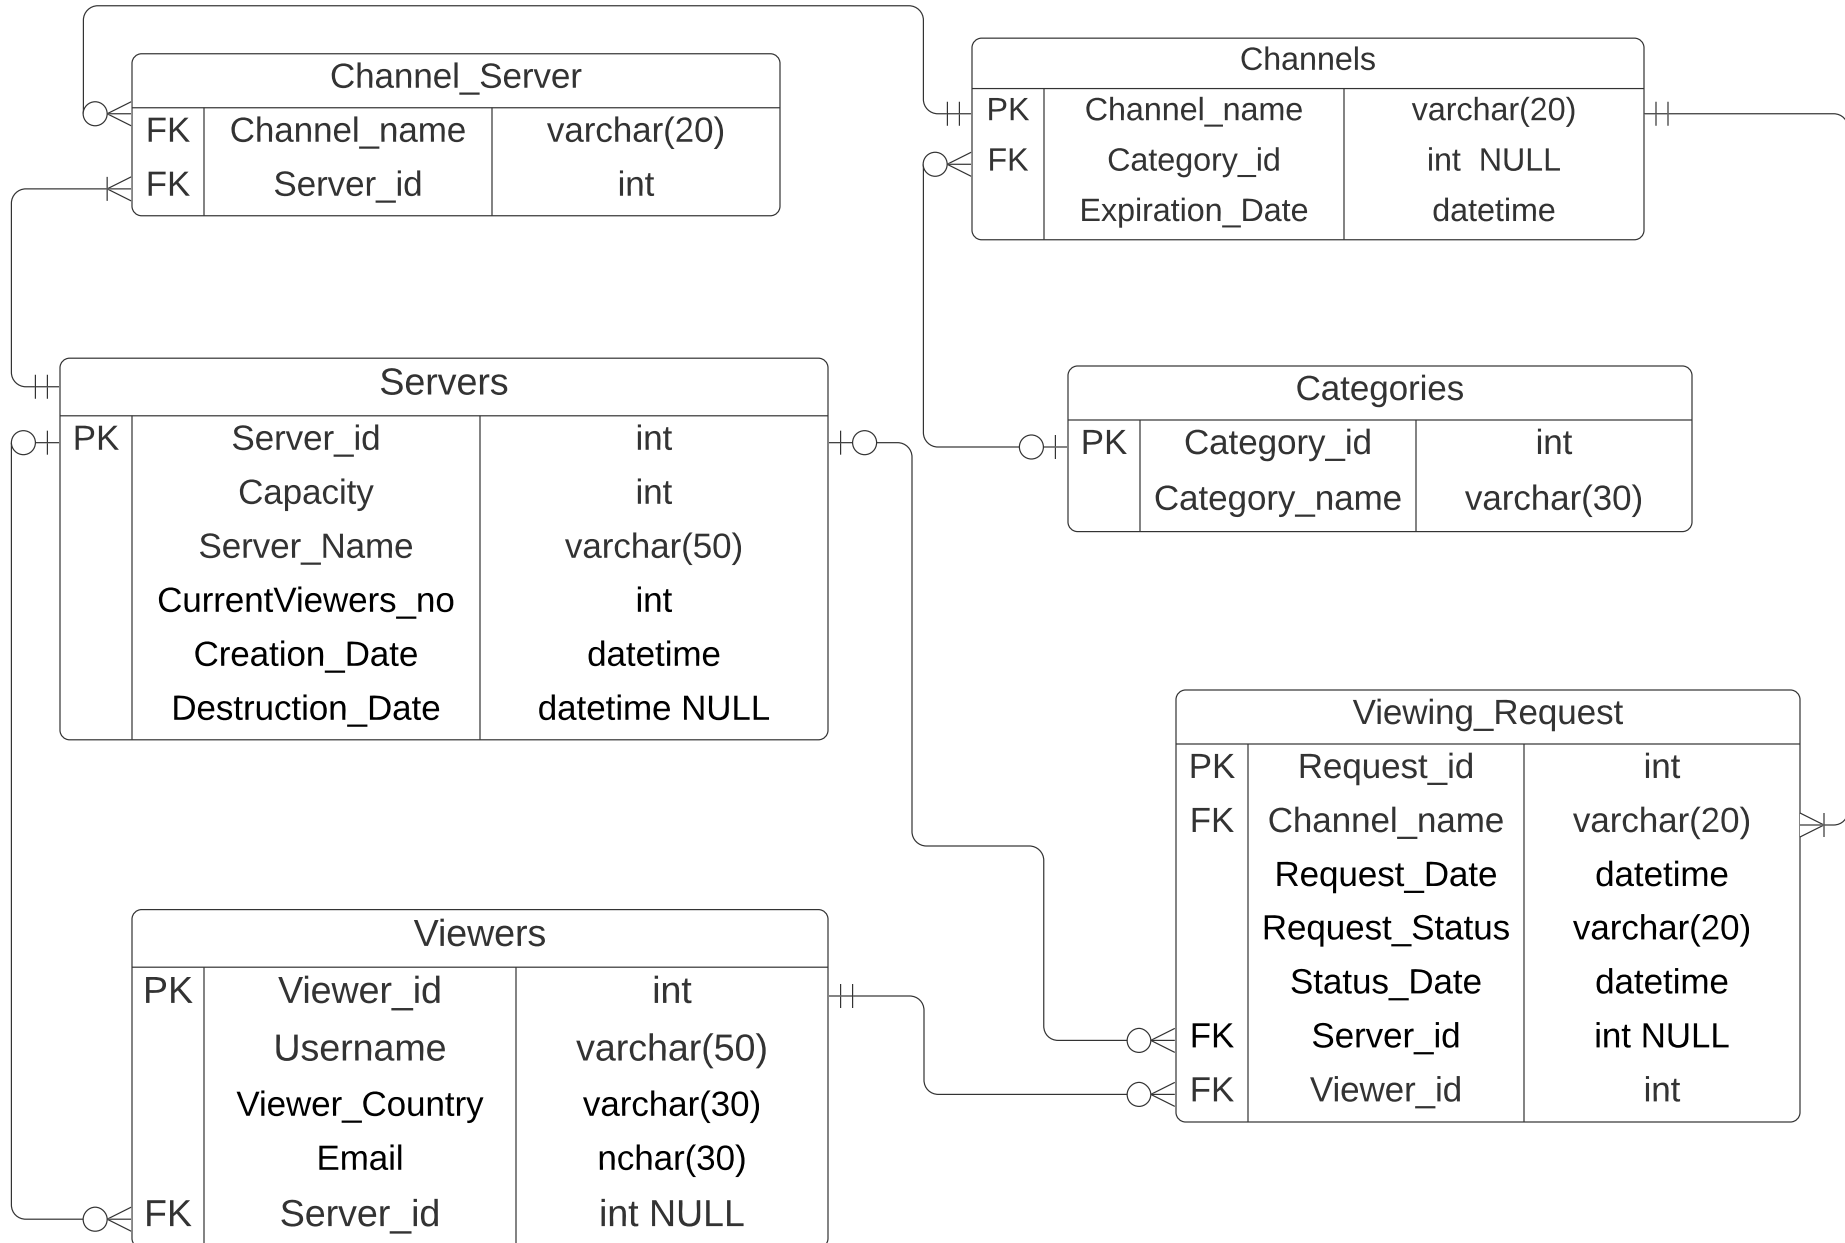 Channel_Server
FK Channel_name varchar(20)
FK Server_id int
Channels
PK Channel_name varchar(20)
FK Category_id int NULL
Expiration_Date datetime
Servers
PK Server_id int
Capacity int
Server_Name varchar(50)
CurrentViewers_no int
Creation_Date datetime
Destruction_Date datetime NULL
Categories
PK Category_id int
Category_name varchar(30)
Viewing_Request
PK Request_id int
FK Channel_name varchar(20)
Request_Date datetime
Request_Status varchar(20)
Status_Date datetime
FK Server_id int NULL
FK Viewer_id int
Viewers
PK Viewer_id int
Username varchar(50)
Viewer_Country varchar(30)
Email nchar(30)
FK Server_id int NULL